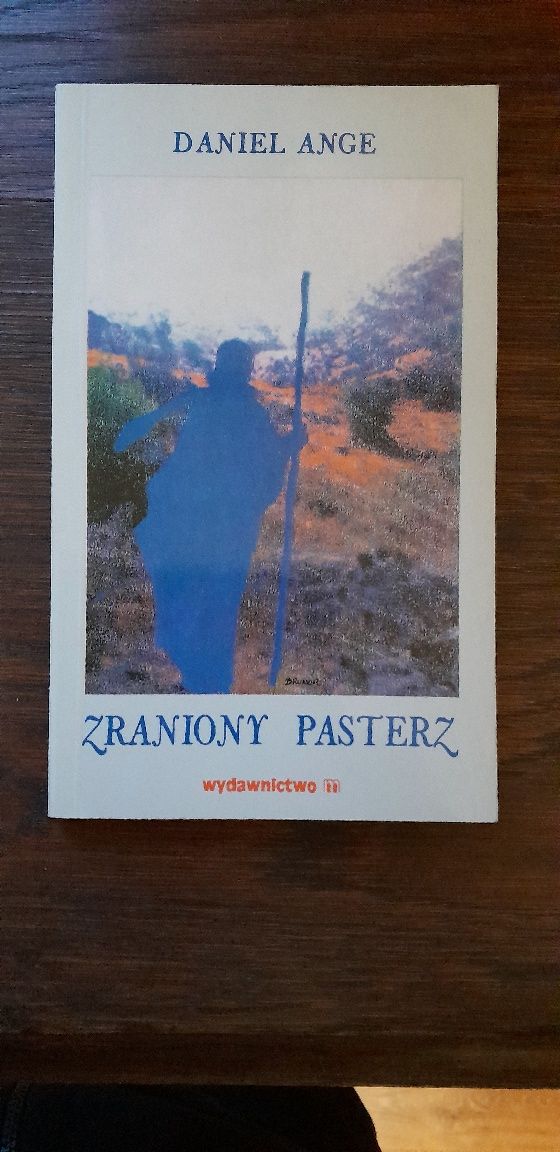 DANIEL ANGE
ZRANIONY PASTERZ
wydawnictwo m